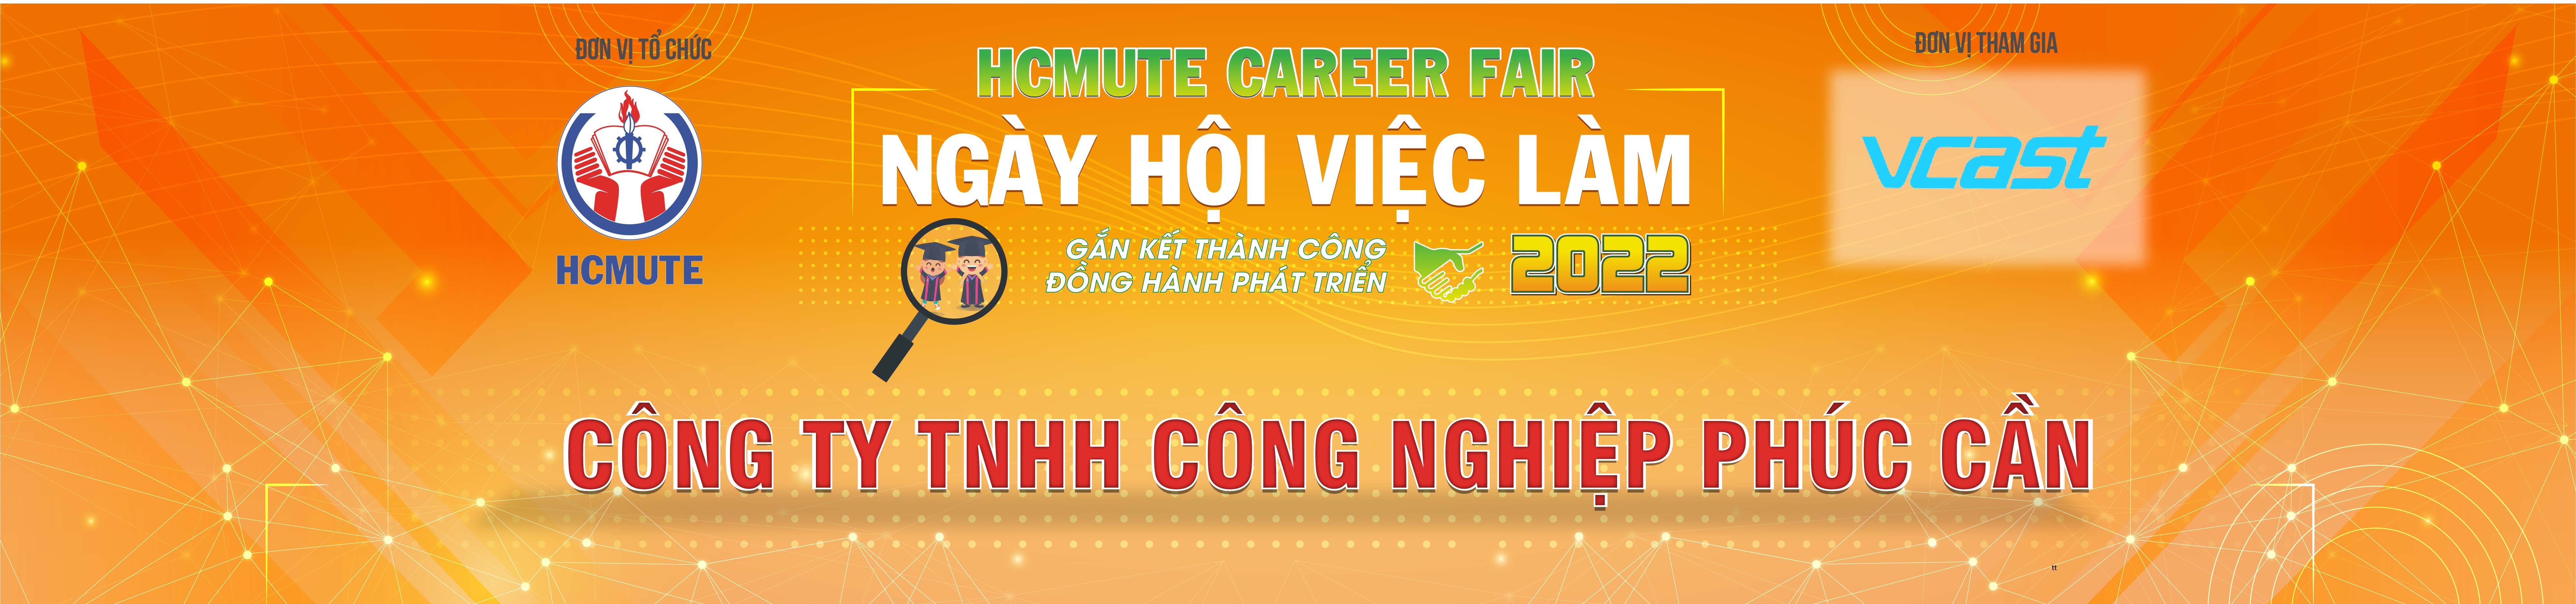 ĐƠN VỊ TỔ CHỨC
HCMUTE
HCMUTE CAREER FAIR
NGÀY HỘI VIỆC LÀM
GẮN KẾT THÀNH CÔNG
ĐỒNG HÀNH PHÁT TRIỂN
2022
ĐƠN VỊ THAM GIA
vcast
CÔNG TY TNHH CÔNG NGHIỆP PHÚC CẦN
tt